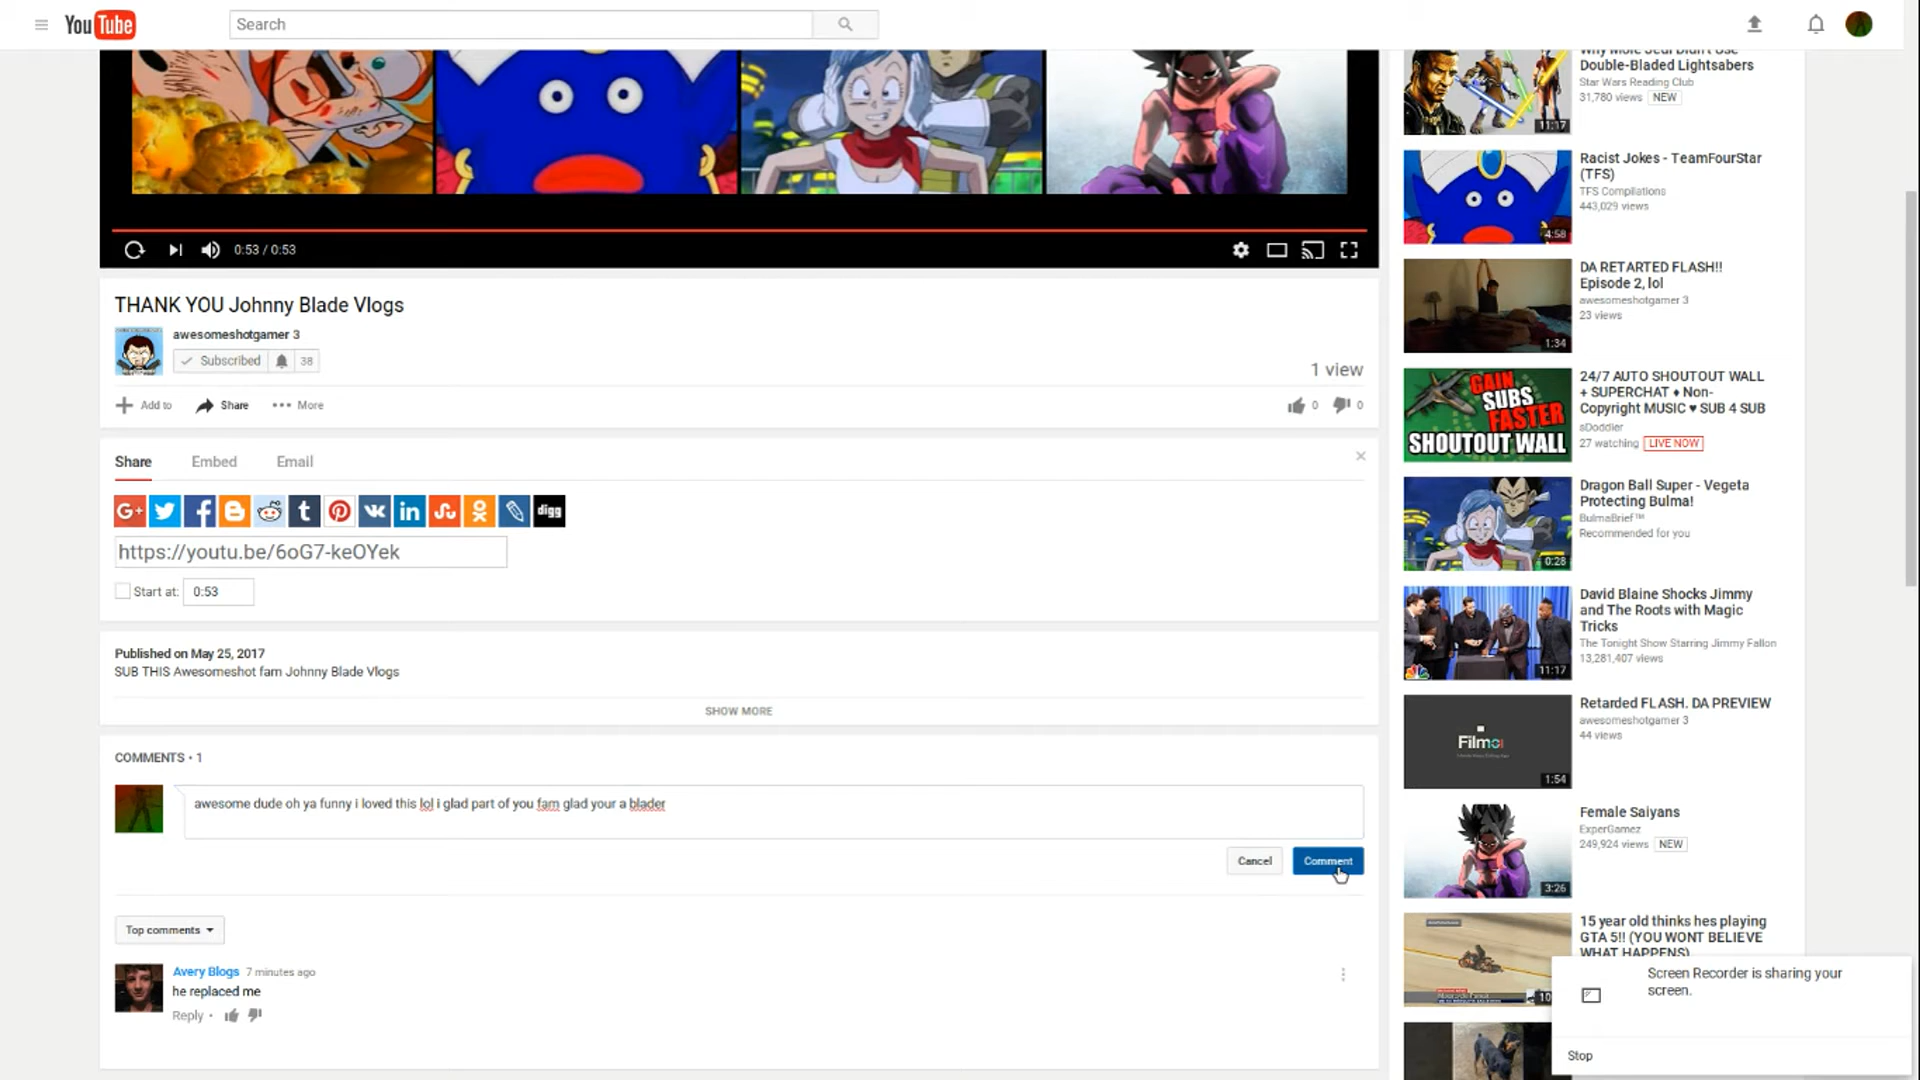 YouTube
Search
0:53 / 0:53
THANK YOU Johnny Blade Vlogs
awesomeshotgamer 3
Subscribed 38
1 view
Add to Share More
0 0
Share Embed Email
G+ f t in digg
https://youtu.be/6oG7-keOYek
Start at: 0:53
Published on May 25, 2017
SUB THIS Awesomeshot fam Johnny Blade Vlogs
SHOW MORE
COMMENTS • 1
awesome dude oh ya funny i loved this lol i glad part of you fam glad your a blader
Cancel Comment
Top comments
Avery Blogs 7 minutes ago
he replaced me
Reply •
Double-Bladed Lightsabers
Star Wars Reading Club
31,780 views NEW
11:17
Racist Jokes - TeamFourStar
(TFS)
TFS Compilations
443,029 views
4:58
DA RETARTED FLASH!!
Episode 2, lol
awesomeshotgamer 3
23 views
1:34
GAIN
SUBS
FASTER
SHOUTOUT WALL
24/7 AUTO SHOUTOUT WALL
+ SUPERCHAT ♦ Non-
Copyright MUSIC ♥ SUB 4 SUB
sDoddler
27 watching LIVE NOW
Dragon Ball Super - Vegeta
Protecting Bulma!
BulmaBrief™
Recommended for you
0:28
David Blaine Shocks Jimmy
and The Roots with Magic
Tricks
The Tonight Show Starring Jimmy Fallon
13,281,407 views
11:17
Retarded FLASH. DA PREVIEW
awesomeshotgamer 3
44 views
1:54
Female Saiyans
ExperGamez
249,924 views NEW
3:26
15 year old thinks hes playing
GTA 5!! (YOU WONT BELIEVE
WHAT HAPPENS)
Screen Recorder is sharing your
screen.
Stop